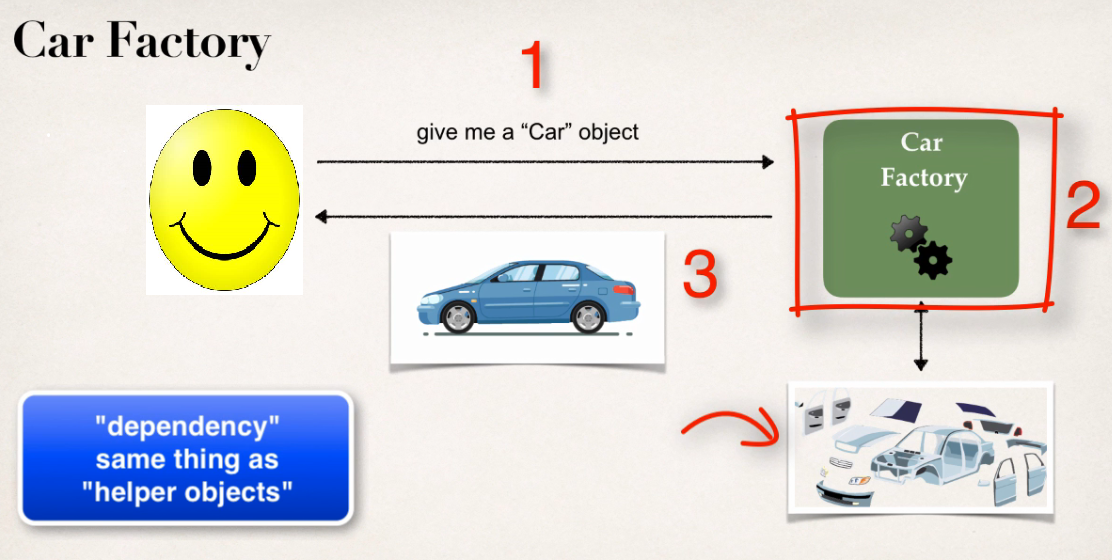 Car Factory
1
give me a “Car” object
Car
Factory
2
3
"dependency"
same thing as
"helper objects"